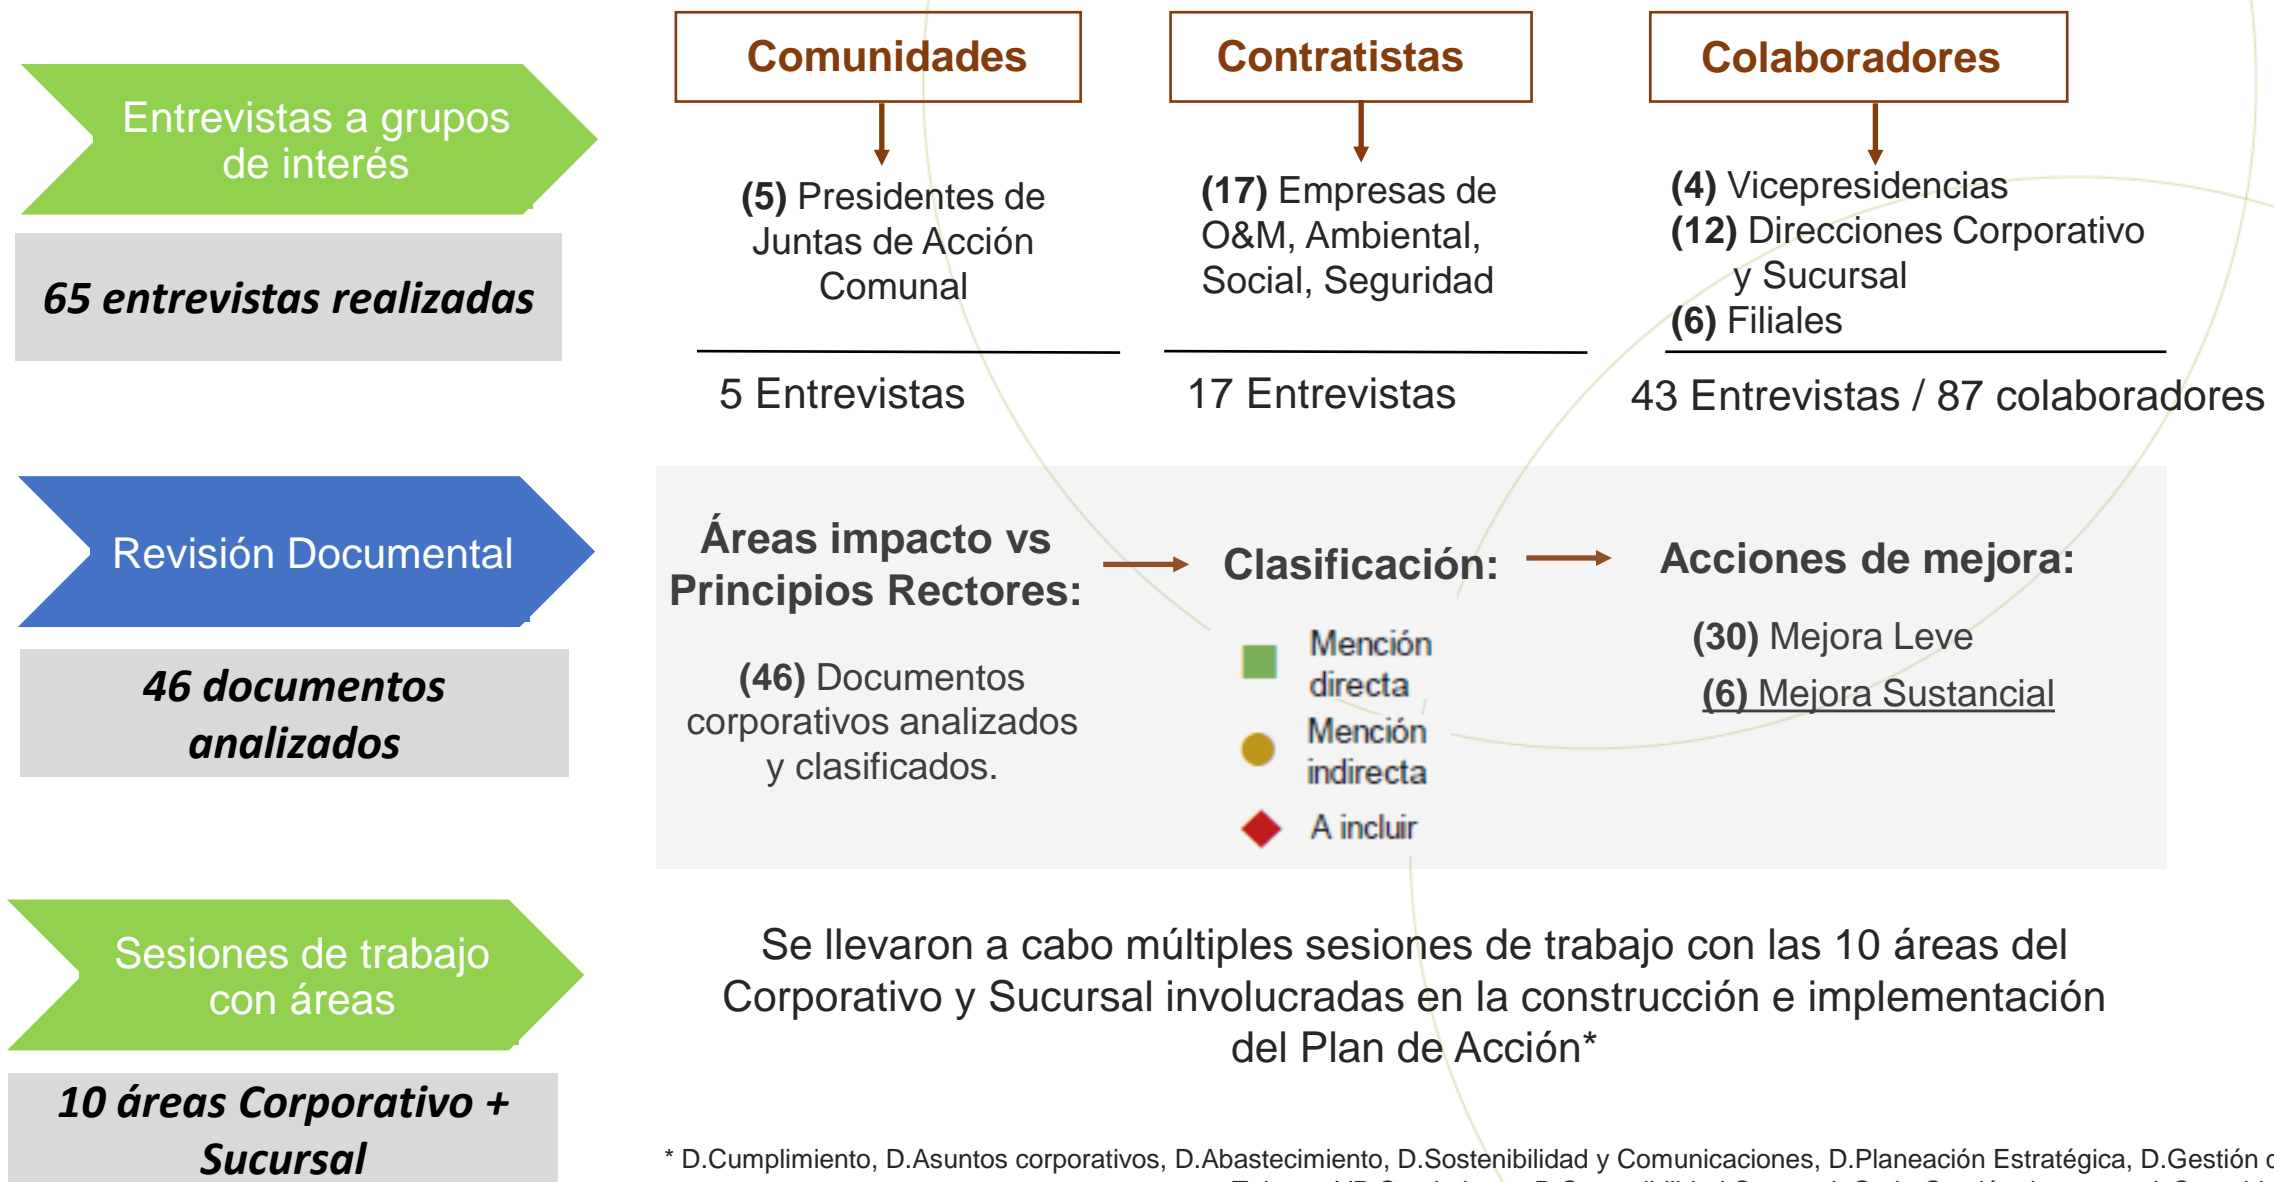 Entrevistas a grupos
de interés
65 entrevistas realizadas
Comunidades
(5) Presidentes de
Juntas de Acción
Comunal
5 Entrevistas
Contratistas
(17) Empresas de
O&M, Ambiental,
Social, Seguridad
17 Entrevistas
Colaboradores
(4) Vicepresidencias
(12) Direcciones Corporativo
y Sucursal
(6) Filiales
43 Entrevistas / 87 colaboradores
Revisión Documental
46 documentos
analizados
Áreas impacto vs
Principios Rectores:
(46) Documentos
corporativos analizados
y clasificados.
Clasificación:
Mención
directa
Mención
indirecta
A incluir
Acciones de mejora:
(30) Mejora Leve
(6) Mejora Sustancial
Sesiones de trabajo
con áreas
10 áreas Corporativo +
Sucursal
Se llevaron a cabo múltiples sesiones de trabajo con las 10 áreas del
Corporativo y Sucursal involucradas en la construcción e implementación
del Plan de Acción*
* D.Cumplimiento, D.Asuntos corporativos, D.Abastecimiento, D.Sostenibilidad y Comunicaciones, D.Planeación Estratégica, D.Gestión